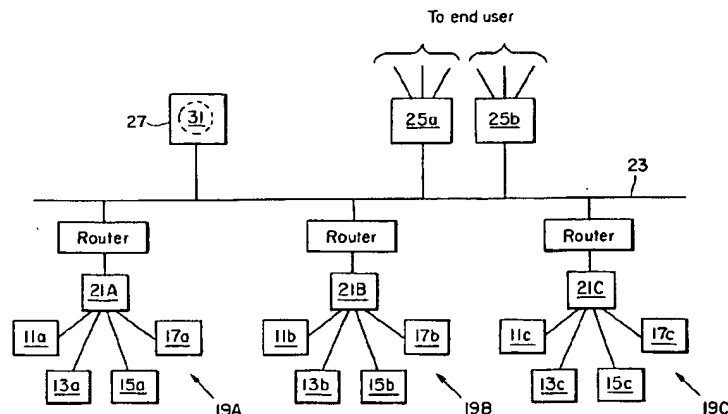 To end user
27
31
25a
25b
23
Router
Router
Router
21A
21B
21C
11a
17a
11b
17b
11c
17c
13a
15a
13b
15b
13c
15c
19A
19B
19C